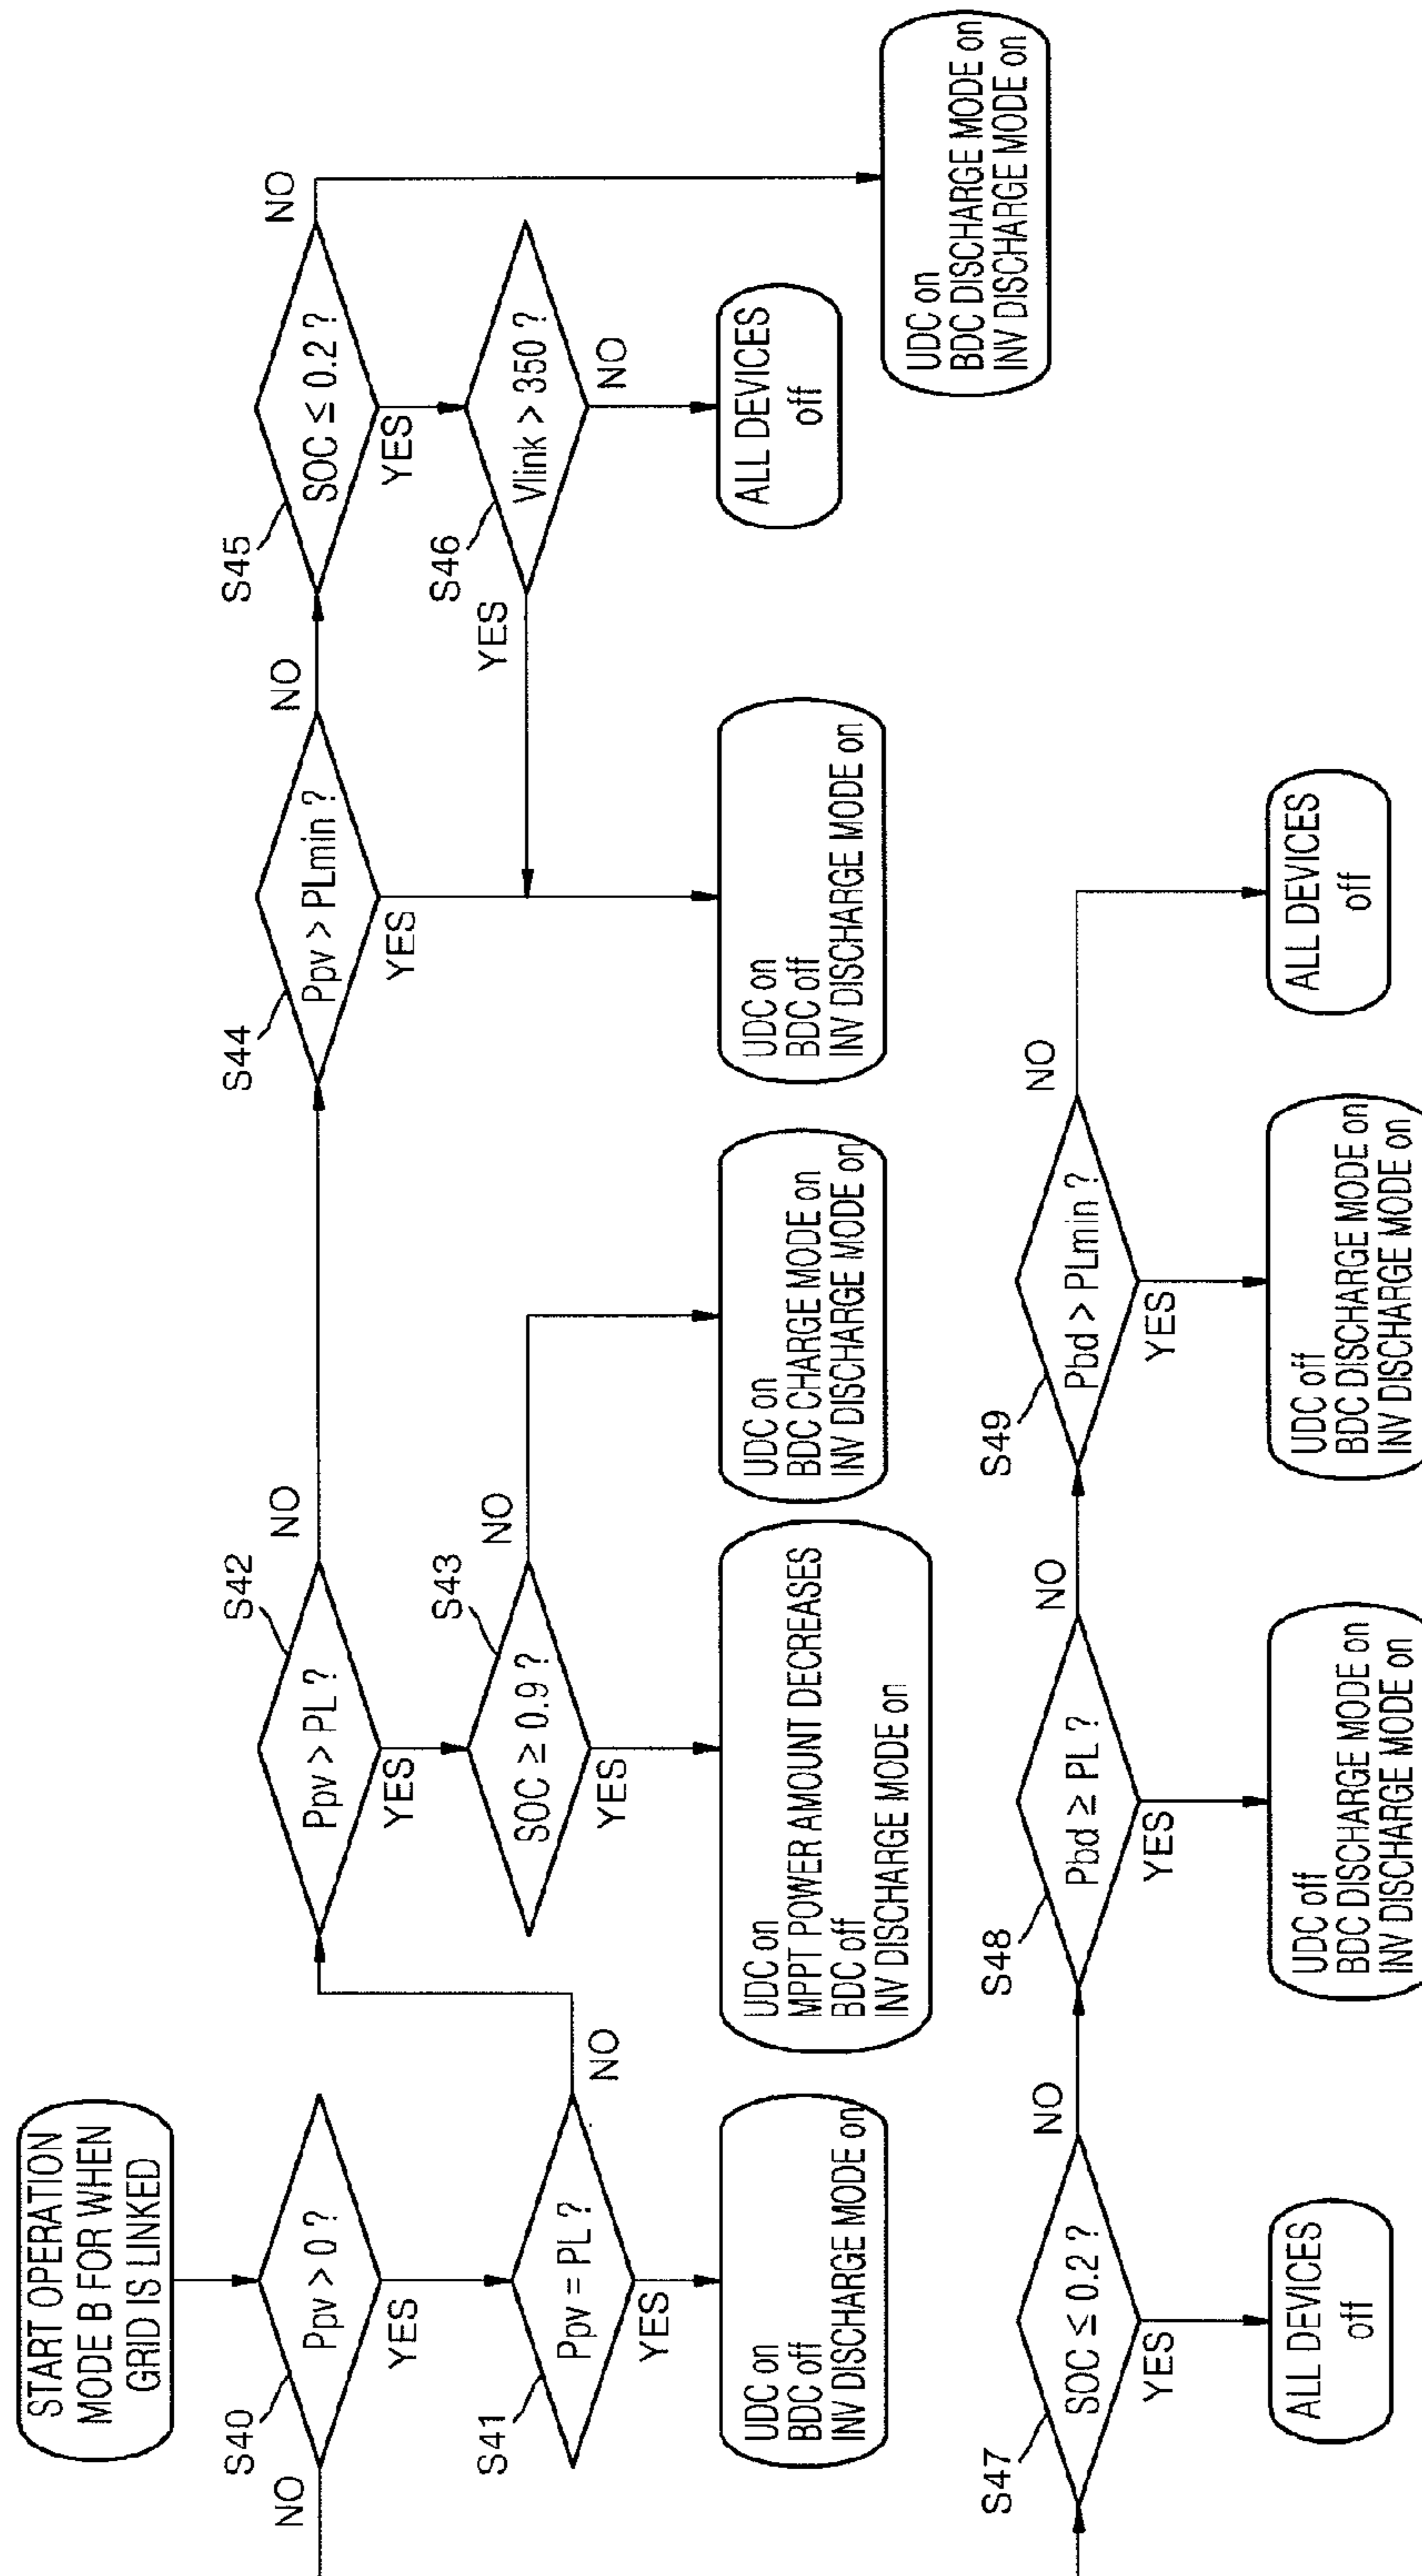 START OPERATION
MODE B FOR WHEN
GRID IS LINKED
S40
Ppv > 0 ?
NO
YES
S41
Ppv = PL ?
NO
YES
UDC on
BDC off
INV DISCHARGE MODE on
S42
Ppv > PL ?
NO
YES
S43
SOC ≥ 0.9 ?
NO
YES
UDC on
MPPT POWER AMOUNT DECREASES
BDC off
INV DISCHARGE MODE on
UDC on
BDC CHARGE MODE on
INV DISCHARGE MODE on
S44
Ppv > PLmin ?
NO
YES
UDC on
BDC off
INV DISCHARGE MODE on
S45
SOC ≤ 0.2 ?
NO
YES
S46
Vlink > 350 ?
YES
NO
ALL DEVICES
off
UDC on
BDC DISCHARGE MODE on
INV DISCHARGE MODE on
S47
SOC ≤ 0.2 ?
NO
YES
ALL DEVICES
off
S48
Pbd ≥ PL ?
NO
YES
UDC off
BDC DISCHARGE MODE on
INV DISCHARGE MODE on
S49
Pbd > PLmin ?
NO
YES
UDC off
BDC DISCHARGE MODE on
INV DISCHARGE MODE on
ALL DEVICES
off